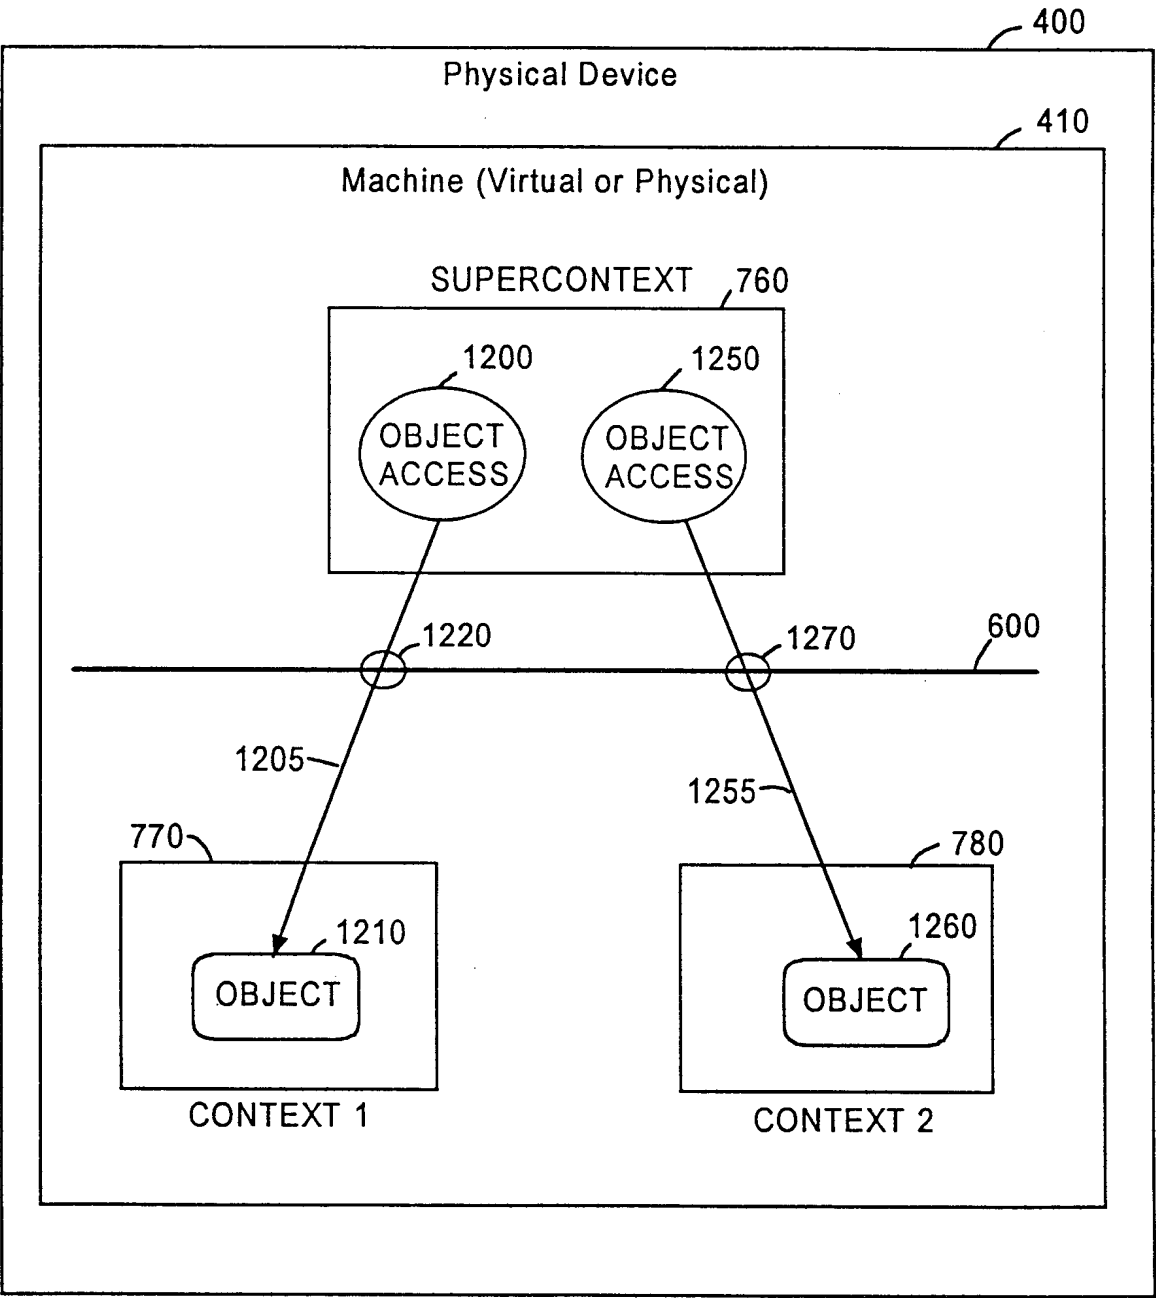 400
Physical Device
410
Machine (Virtual or Physical)
SUPERCONTEXT
760
1200
1250
OBJECT
ACCESS
OBJECT
ACCESS
1220
1270
600
1205
1255
770
780
1210
1260
OBJECT
OBJECT
CONTEXT 1
CONTEXT 2